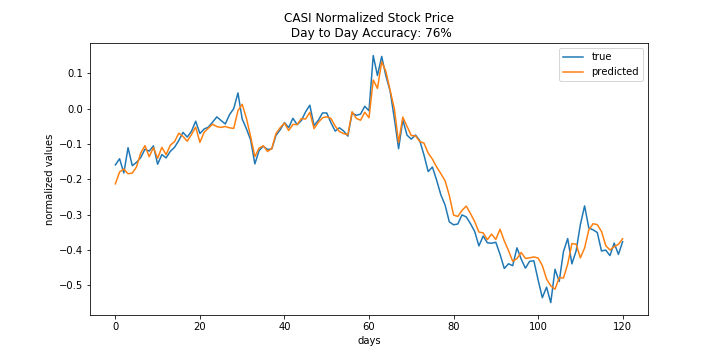 CASI Normalized Stock Price
Day to Day Accuracy: 76%
true
predicted
normalized values
0.1
0.0
−0.1
−0.2
−0.3
−0.4
−0.5
0
20
40
60
80
100
120
days